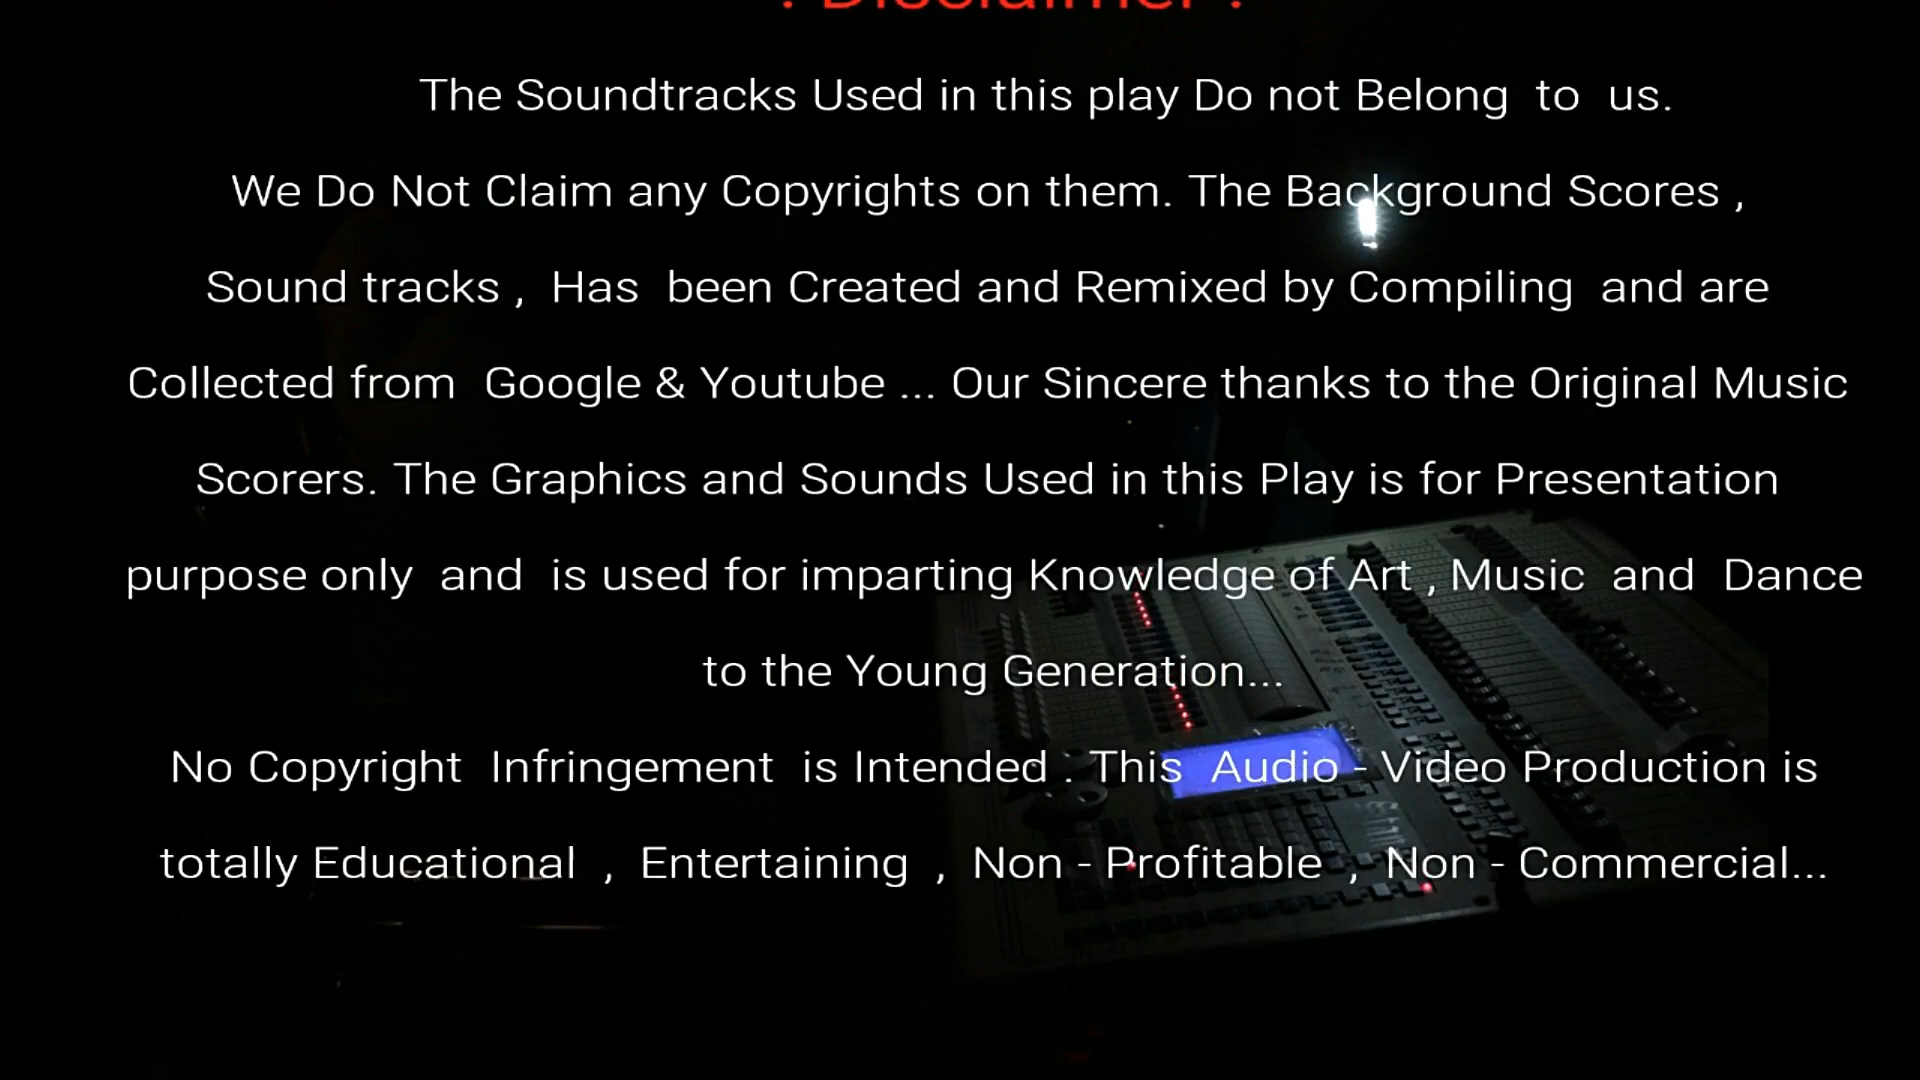 ! Disclaimer !
The Soundtracks Used in this play Do not Belong to us.
We Do Not Claim any Copyrights on them. The Background Scores ,
Sound tracks , Has been Created and Remixed by Compiling and are
Collected from Google & Youtube ... Our Sincere thanks to the Original Music
Scorers. The Graphics and Sounds Used in this Play is for Presentation
purpose only and is used for imparting Knowledge of Art , Music and Dance
to the Young Generation...
No Copyright Infringement is Intended . This Audio - Video Production is
totally Educational , Entertaining , Non - Profitable , Non - Commercial...